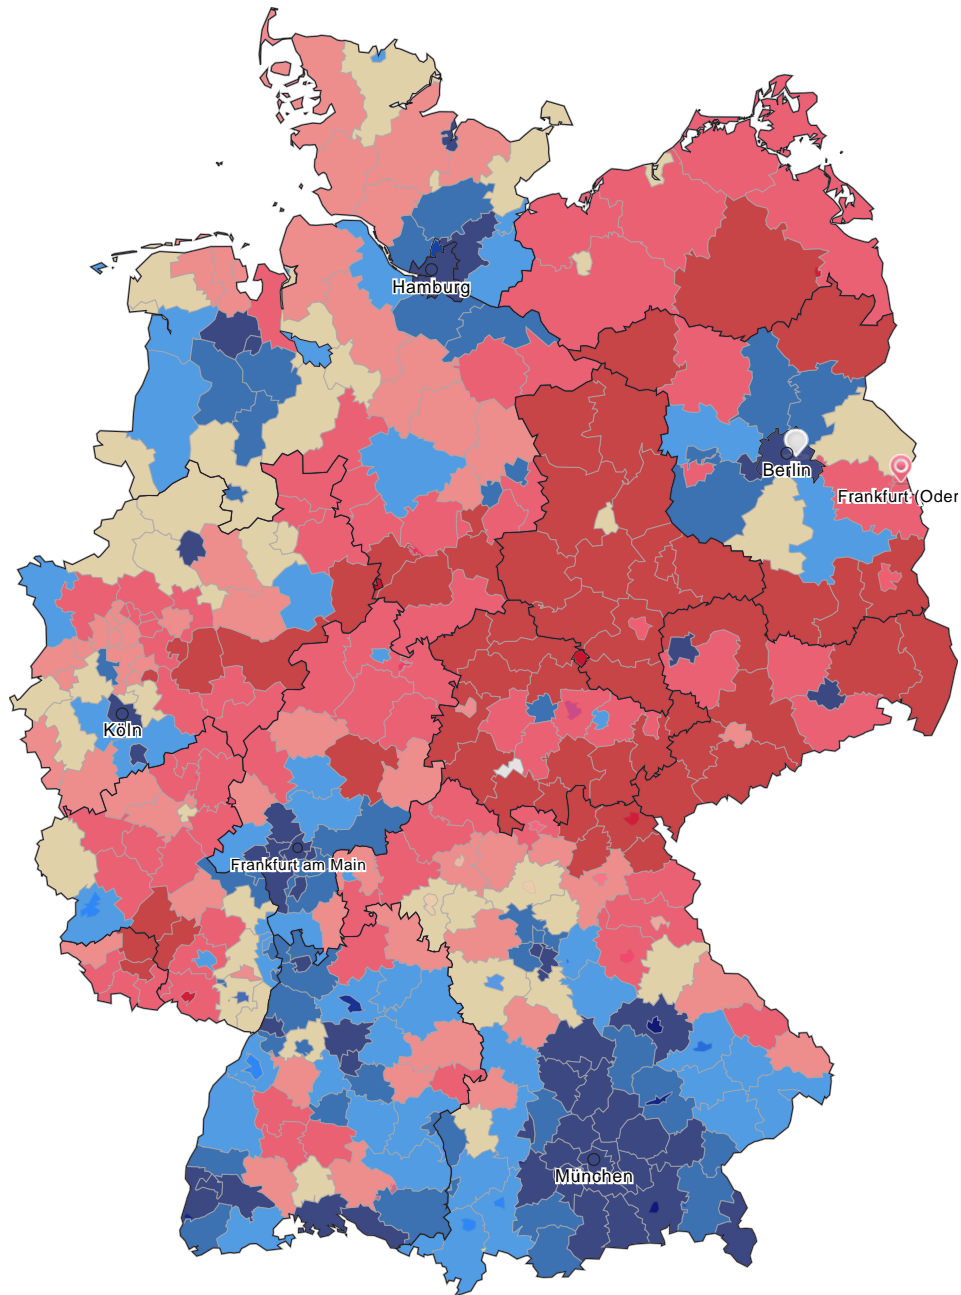 Hamburg
Berlin
Frankfurt (Oder
Köln
Frankfurt am Main
München